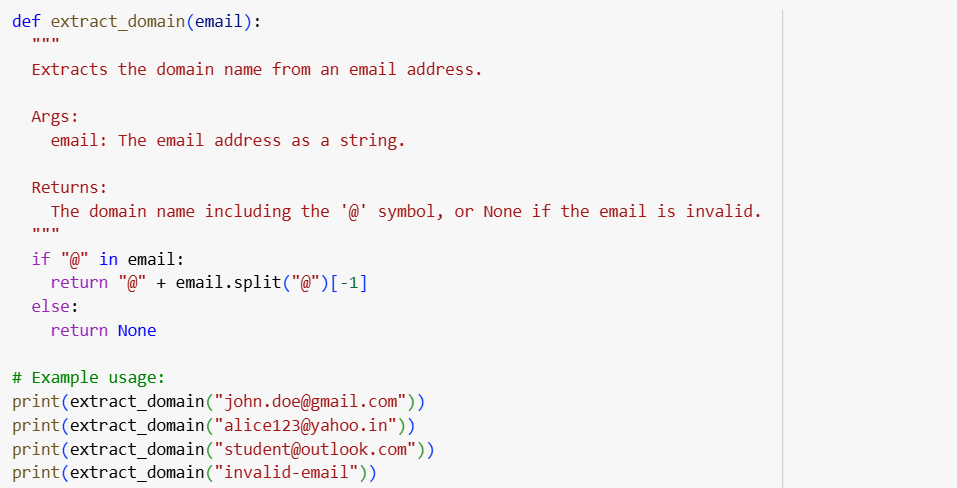 def extract_domain(email):
  """
  Extracts the domain name from an email address.

  Args:
    email: The email address as a string.

  Returns:
    The domain name including the '@' symbol, or None if the email is invalid.
  """
  if "@" in email:
    return "@" + email.split("@")[-1]
  else:
    return None

# Example usage:
print(extract_domain("john.doe@gmail.com"))
print(extract_domain("alice123@yahoo.in"))
print(extract_domain("student@outlook.com"))
print(extract_domain("invalid-email"))